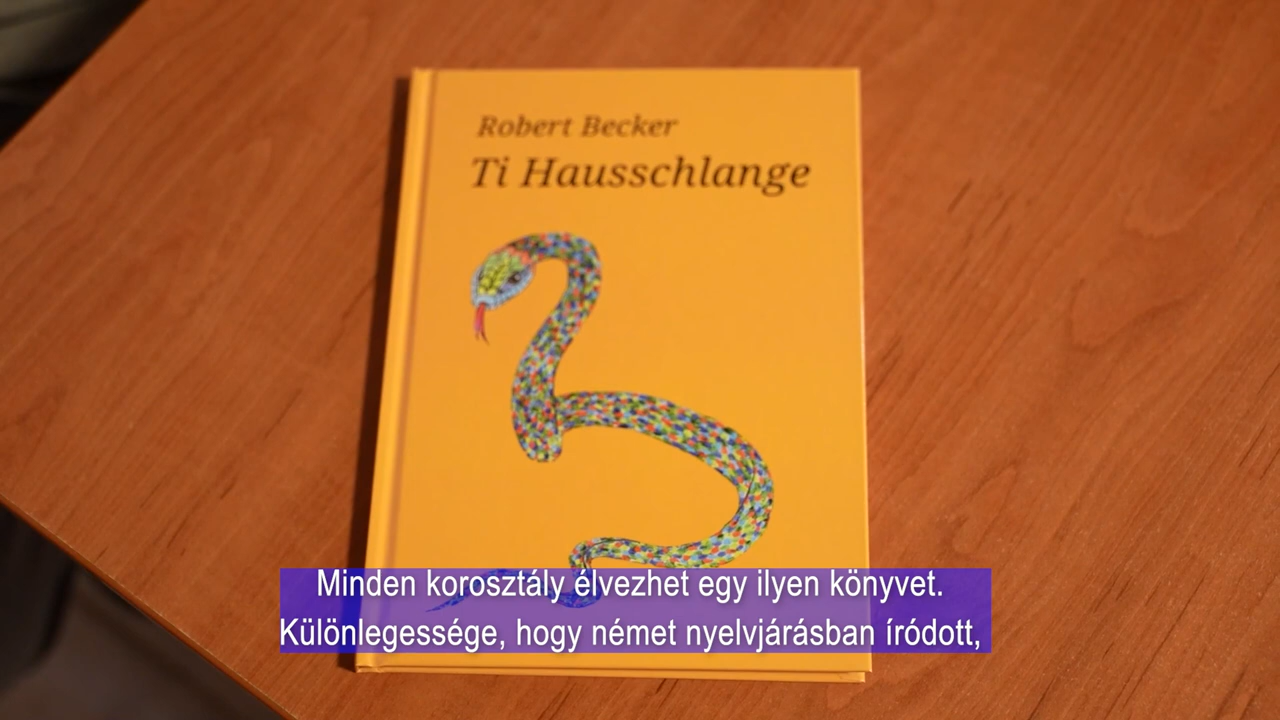 Robert Becker
Ti Hausschlange
Minden korosztály élvezhet egy ilyen könyvet.
Különlegessége, hogy német nyelvjárásban íródott,